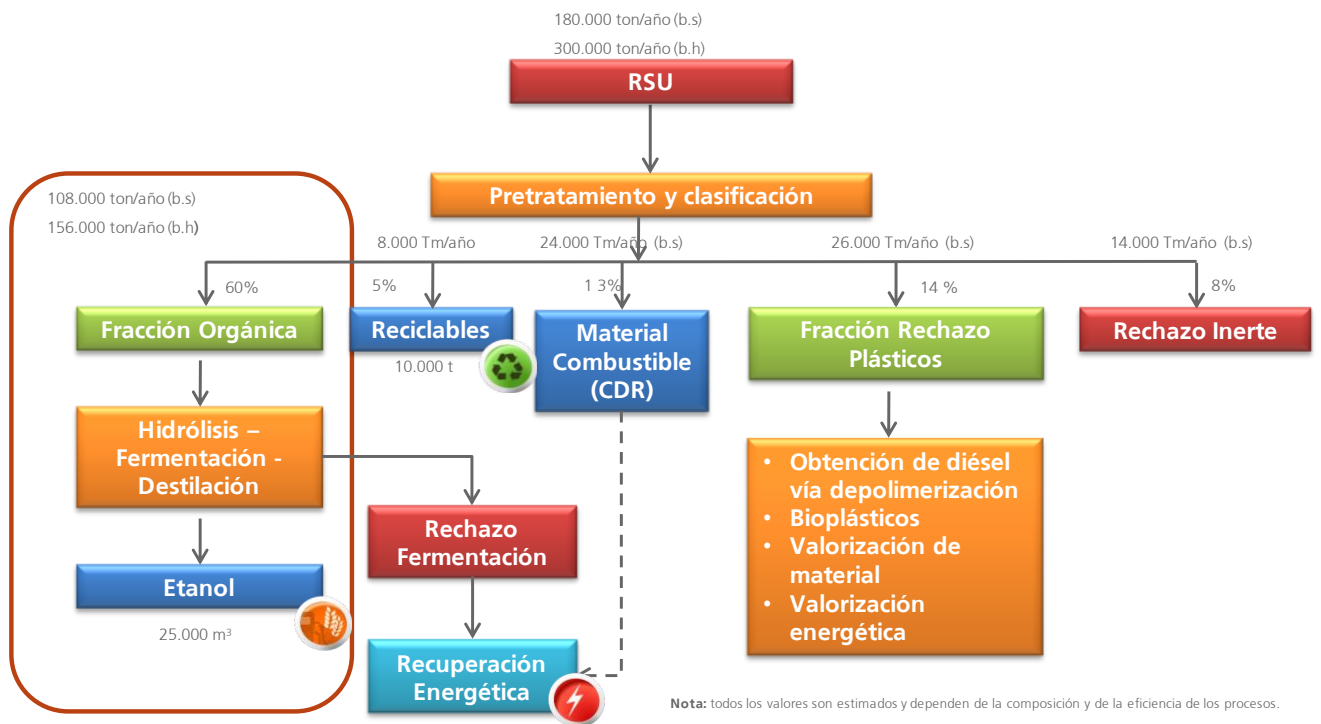 180.000 ton/año (b.s)
300.000 ton/año (b.h)
RSU
Pretratamiento y clasificación
108.000 ton/año (b.s)
156.000 ton/año (b.h)
8.000 Tm/año
24.000 Tm/año (b.s)
26.000 Tm/año (b.s)
14.000 Tm/año (b.s)
60%
5%
1 3%
14 %
8%
Fracción Orgánica
Reciclables
10.000 t
Material
Combustible
(CDR)
Fracción Rechazo
Plásticos
Rechazo Inerte
Hidrólisis –
Fermentación -
Destilación
Rechazo
Fermentación
• Obtención de diésel
vía depolimerización
• Bioplásticos
• Valorización de
material
• Valorización
energética
Etanol
25.000 m³
Recuperación
Energética
Nota: todos los valores son estimados y dependen de la composición y de la eficiencia de los procesos.